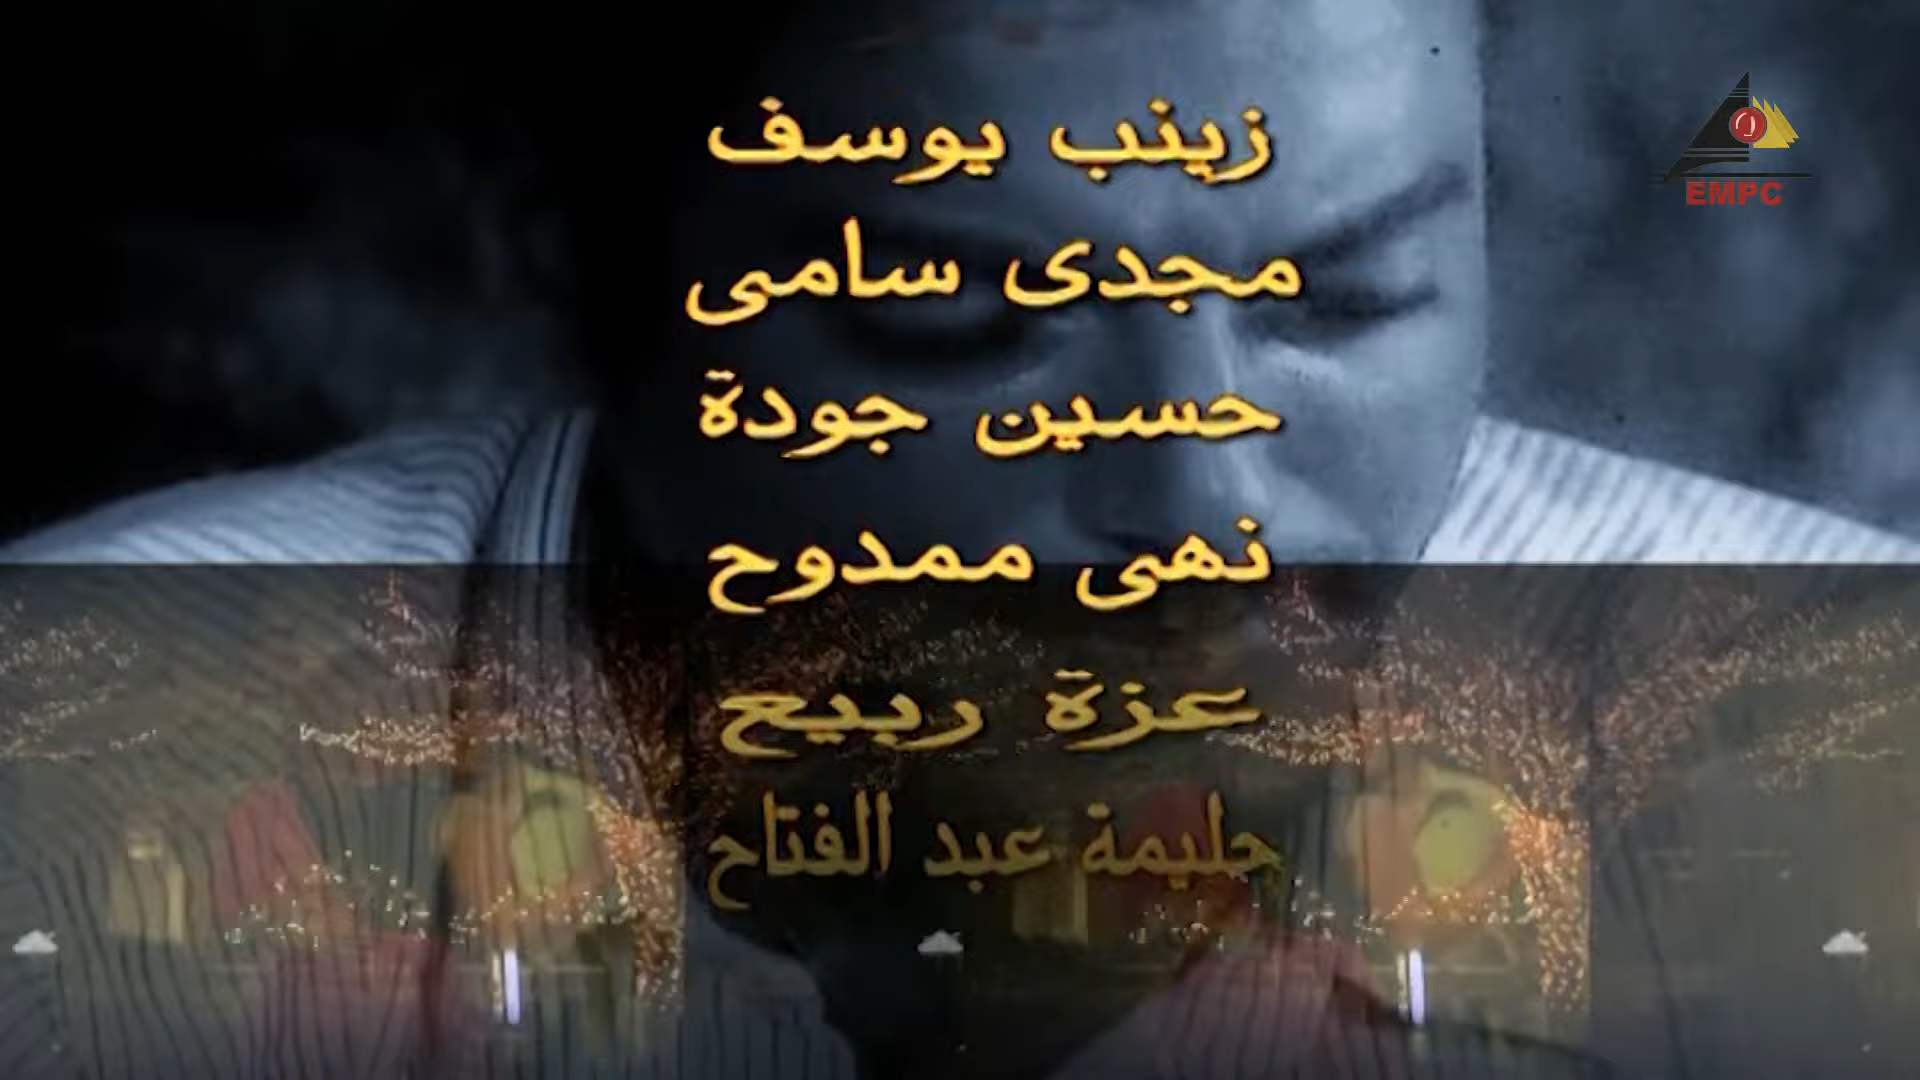 زينب يوسف
EMPC
مجدى سامى
حسين جودة
نهى ممدوح
عزة ربيع
حليمة عبد الفتاح